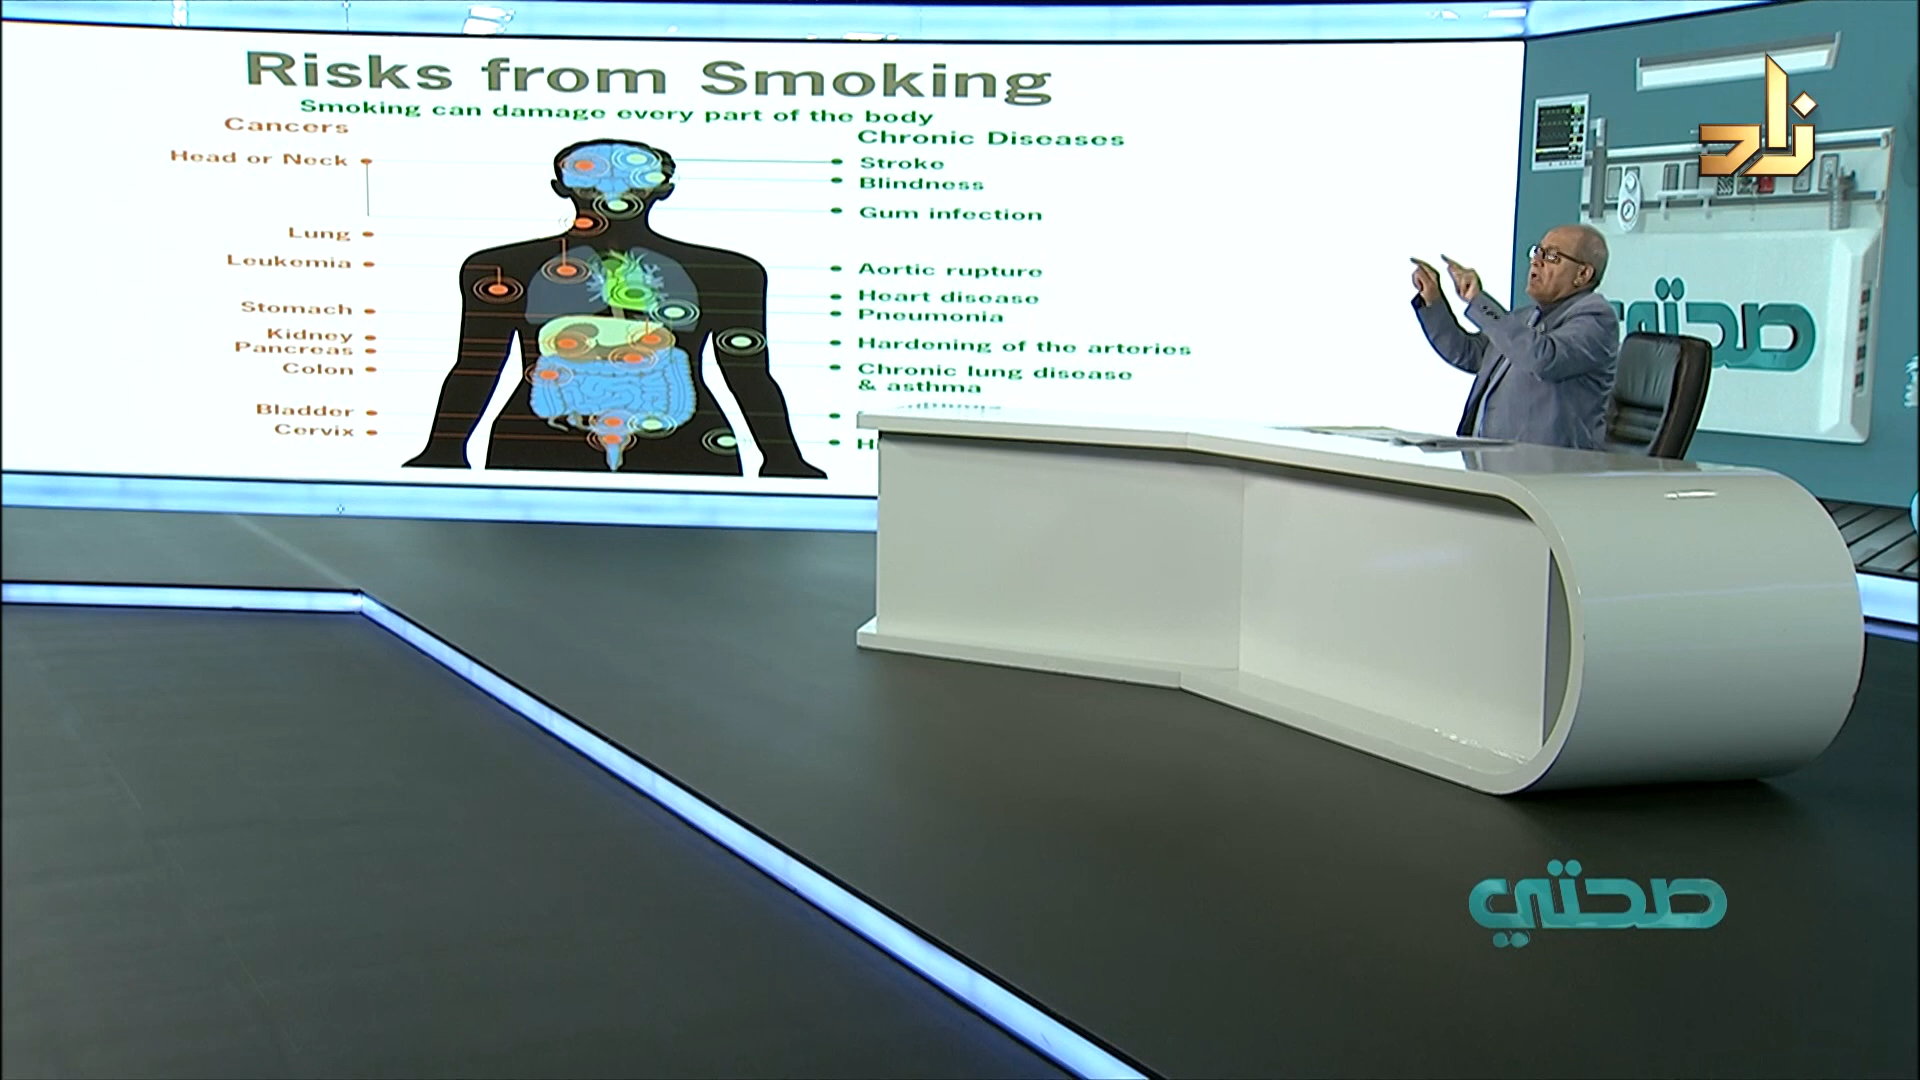 Risks from Smoking
Smoking can damage every part of the body
Cancers
Head or Neck
Lung
Leukemia
Stomach
Kidney
Pancreas
Colon
Bladder
Cervix
Chronic Diseases
Stroke
Blindness
Gum infection
Aortic rupture
Heart disease
Pneumonia
Hardening of the arteries
Chronic lung disease
& asthma
زاد
صحتي
صحتي